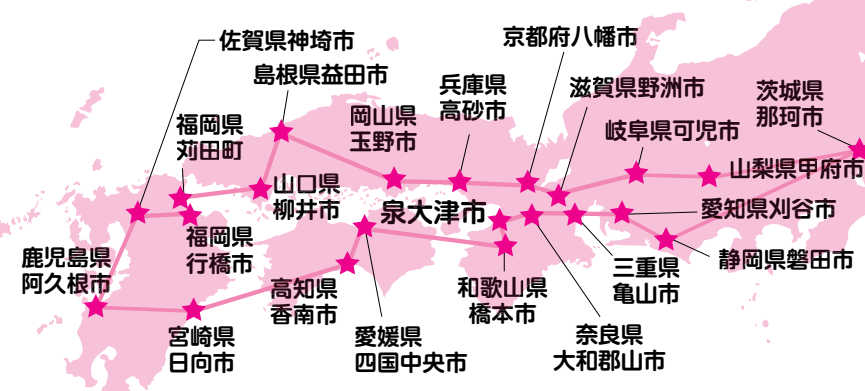 佐賀県神埼市
島根県益田市
福岡県
苅田町
山口県
柳井市
岡山県
玉野市
兵庫県
高砂市
京都府八幡市
滋賀県野洲市
岐阜県可児市
茨城県
那珂市
山梨県甲府市
泉大津市
愛知県刈谷市
静岡県磐田市
三重県
亀山市
奈良県
大和郡山市
和歌山県
橋本市
愛媛県
四国中央市
高知県
香南市
宮崎県
日向市
福岡県
行橋市
鹿児島県
阿久根市